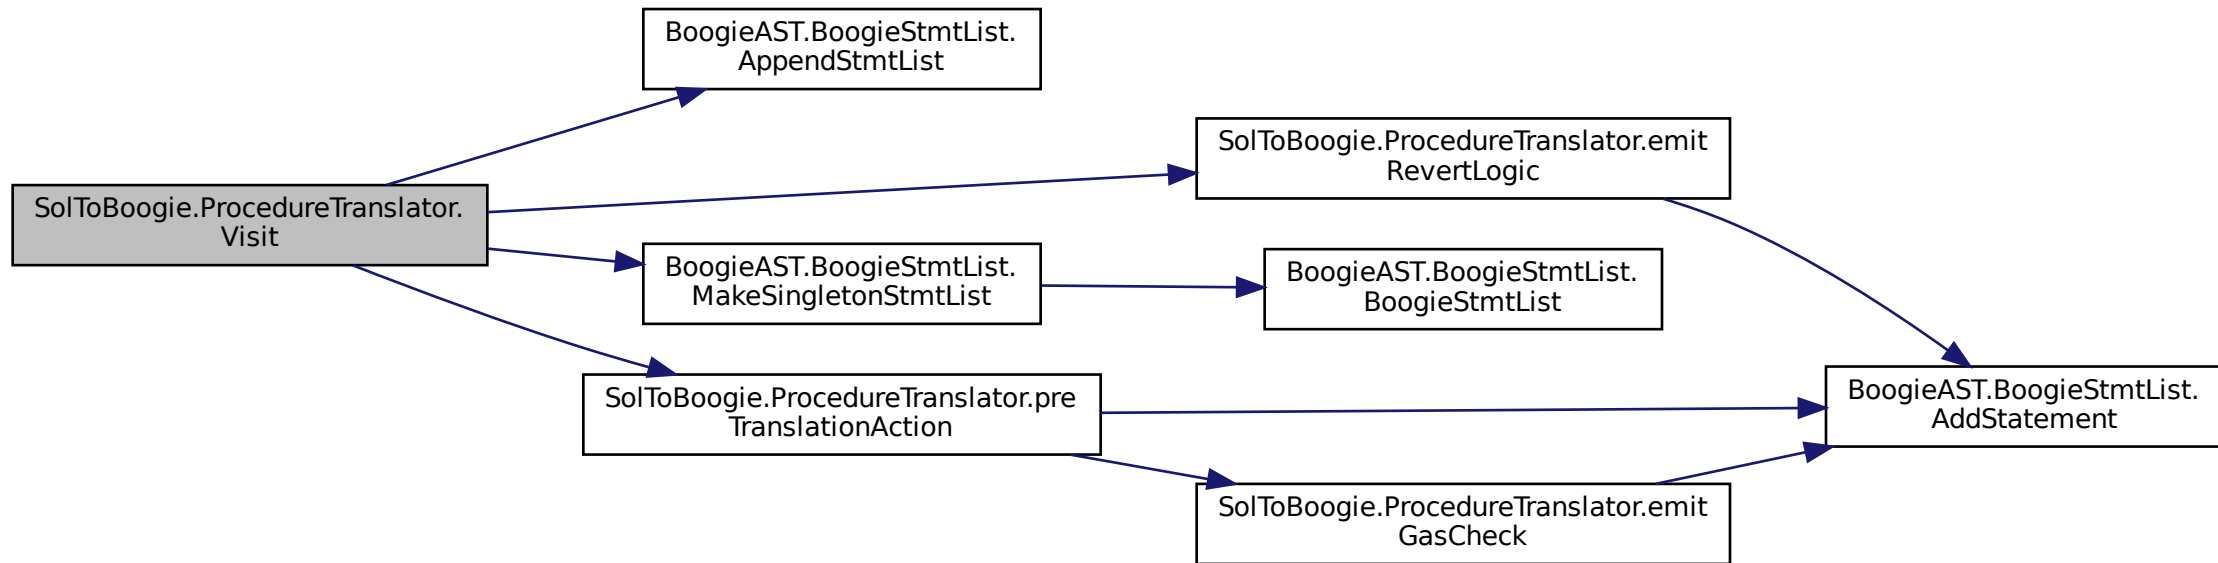 BoogieAST.BoogieStmtList.
AppendStmtList
SolToBoogie.ProcedureTranslator.emit
RevertLogic
SolToBoogie.ProcedureTranslator.
Visit
BoogieAST.BoogieStmtList.
MakeSingletonStmtList
BoogieAST.BoogieStmtList.
BoogieStmtList
SolToBoogie.ProcedureTranslator.pre
TranslationAction
BoogieAST.BoogieStmtList.
AddStatement
SolToBoogie.ProcedureTranslator.emit
GasCheck